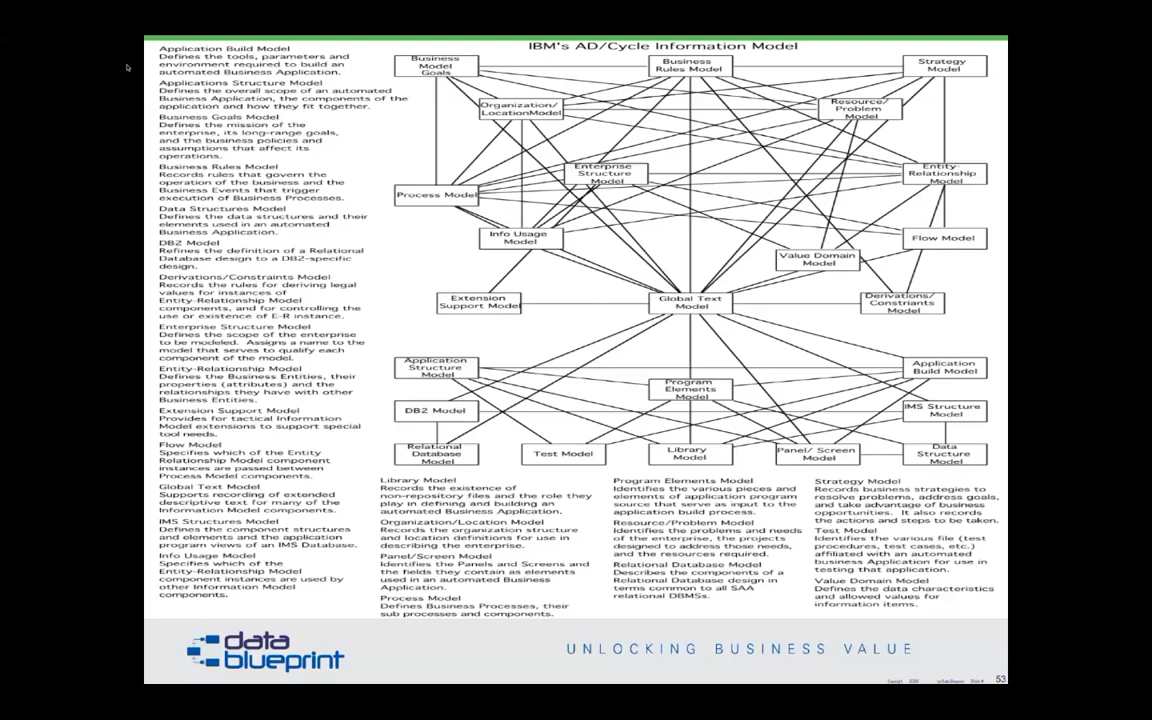 IBM's AD/Cycle Information Model
Application Build Model
Defines the tools, parameters and
environment required to build an
automated Business Application.
Applications Structure Model
Defines the overall scope of an automated
Business Application, the components of the
application and how they fit together.
Business Goals Model
Defines the mission of the
enterprise, its long-range goals,
and the business policies and
assumptions that affect its
operations.
Business Rules Model
Records rules that govern the
operation of the business and the
Business Events that trigger
execution of Business Processes.
Data Structures Model
Defines the data structures and their
elements used in an automated
Business Application.
DB2 Model
Refines the definition of a Relational
Database design to a DB2-specific
design.
Derivations/Constraints Model
Records the rules for deriving legal
values for instances of
Entity-Relationship Model
components, and for controlling the
use or existence of E-R instance.
Enterprise Structure Model
Defines the scope of the enterprise
to be modeled. Assigns a name to the
model that serves to qualify each
component of the model.
Entity-Relationship Model
Defines the Business Entities, their
properties (attributes) and the
relationships they have with other
Business Entities.
Extension Support Model
Provides for tactical Information
Model extensions to support special
tool needs.
Flow Model
Specifies which of the Entity
Relationship Model component
instances are passed between
Process Model components.
Global Text Model
Supports recording of extended
descriptive text for many of the
Information Model components.
IMS Structures Model
Defines the component structures
and elements and the application
program views of an IMS Database.
Info Usage Model
Specifies which of the
Entity-Relationship Model
component instances are used by
other Information Model
components.
Business
Model
Goals
Business
Rules Model
Strategy
Model
Organization/
LocationModel
Resource/
Problem
Model
Enterprise
Structure
Model
Entity-
Relationship
Model
Process Model
Info Usage
Model
Flow Model
Value Domain
Model
Extension
Support Model
Global Text
Model
Derivations/
Constriants
Model
Application
Structure
Model
Program
Elements
Model
Application
Build Model
DB2 Model
IMS Structure
Model
Relational
Database
Model
Test Model
Library
Model
Panel/ Screen
Model
Data
Structure
Model
Library Model
Records the existence of
non-repository files and the role they
play in defining and building an
automated Business Application.
Organization/Location Model
Records the organization structure
and location definitions for use in
describing the enterprise.
Panel/Screen Model
Identifies the Panels and Screens and
the fields they contain as elements
used in an automated Business
Application.
Process Model
Defines Business Processes, their
sub processes and components.
Program Elements Model
Identifies the various pieces and
elements of application program
source that serve as input to the
application build process.
Resource/Problem Model
Identifies the problems and needs
of the enterprise, the projects
designed to address those needs,
and the resources required.
Relational Database Model
Describes the components of a
Relational Database design in
terms common to all SAA
relational DBMSs.
Strategy Model
Records business strategies to
resolve problems, address goals,
and take advantage of business
opportunities. It also records
the actions and steps to be taken.
Test Model
Identifies the various file (test
procedures, test cases, etc.)
affiliated with an automated
business Application for use in
testing that application.
Value Domain Model
Defines the data characteristics
and allowed values for
information items.
data
blueprint
UNLOCKING BUSINESS VALUE
53